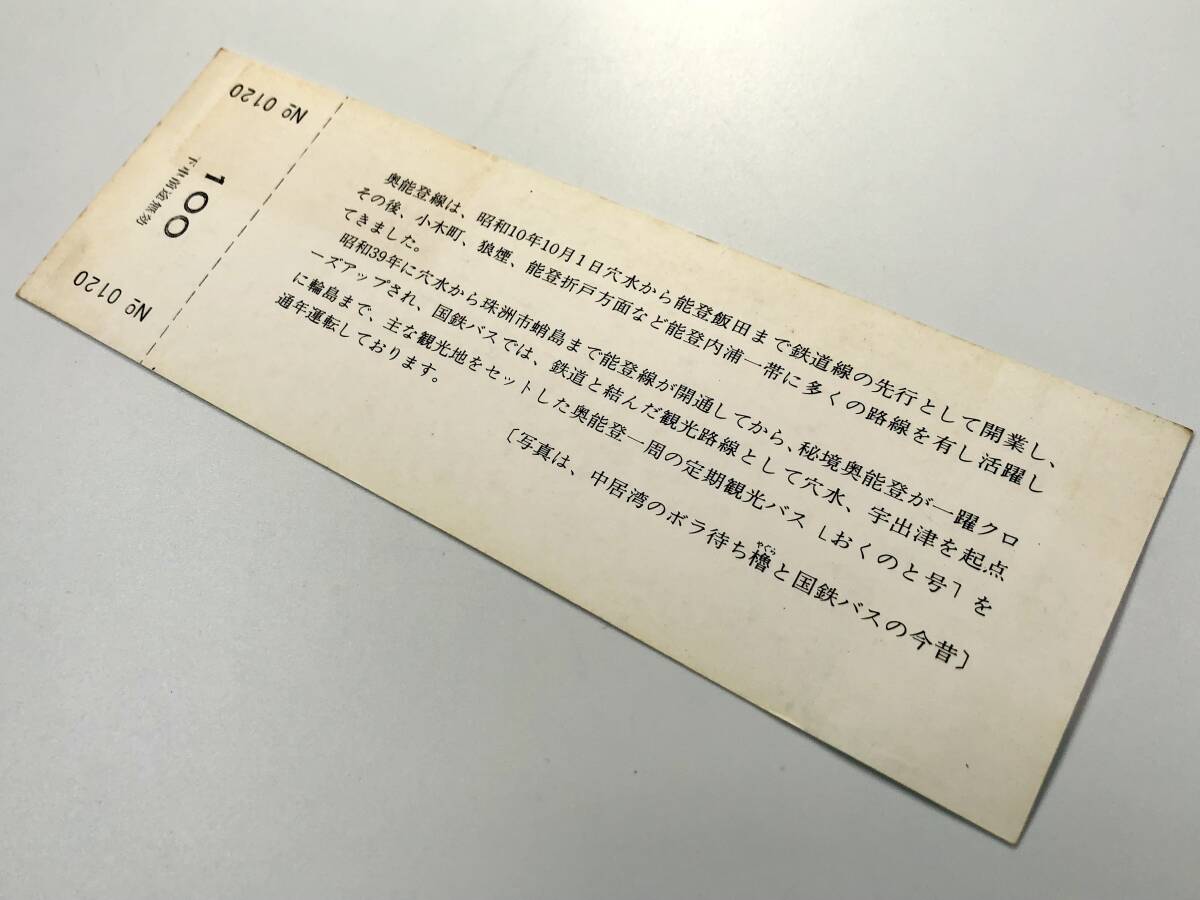 奥能登線は、昭和10年10月1日穴水から能登飯田まで鉄道線の先行として開業し、
その後、小木町、狼煙、能登折戸方面など能登内浦一帯に多くの路線を有し活躍し
てきました。
昭和39年に穴水から珠洲市蛸島まで能登線が開通してから、秘境奥能登が一躍クロ
ーズアップされ、国鉄バスでは、鉄道と結んだ観光路線として穴水、宇出津を起点
に輪島まで、主な観光地をセットした奥能登一周の定期観光バス「おくのと号」を
通年運転しております。
〔写真は、中居湾のボラ待ち櫓と国鉄バスの今昔〕
やぐら
№ 0120
100
下車前途無効
№ 0120